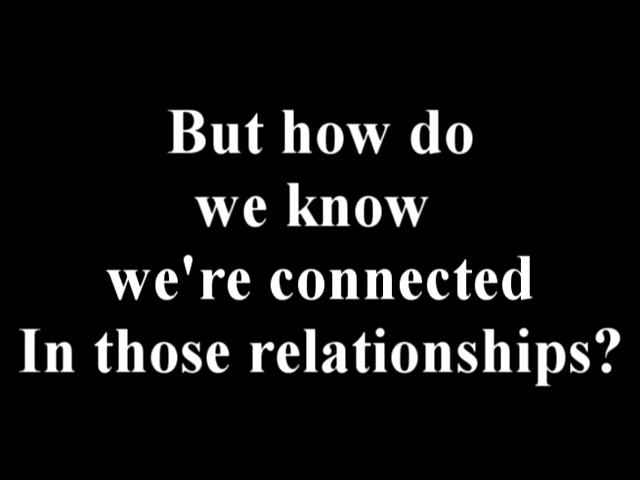 But how do
we know
we're connected
In those relationships?